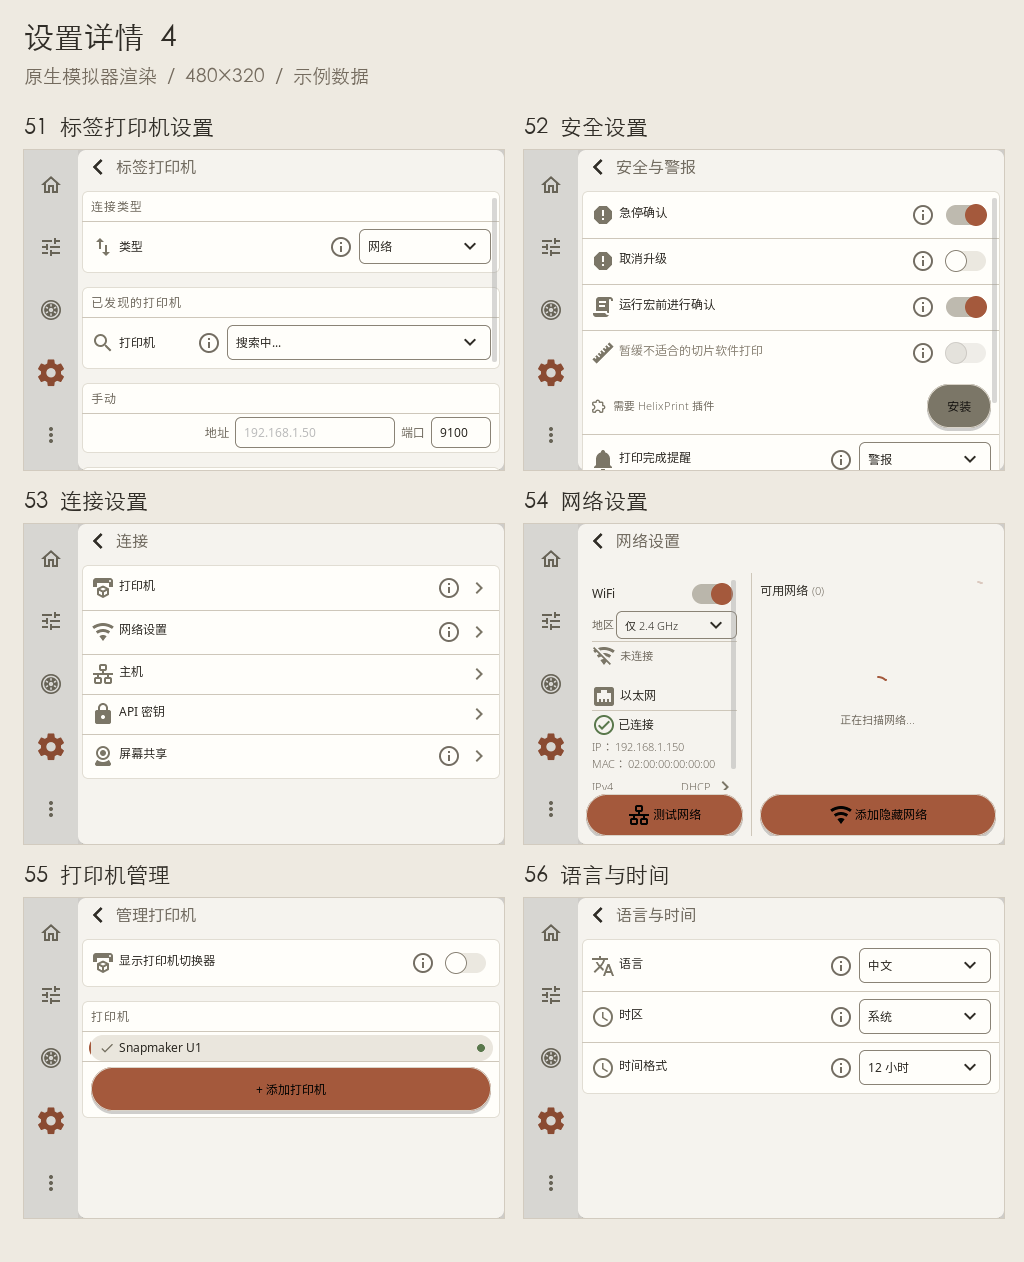 设置详情 4
原生模拟器渲染 / 480×320 / 示例数据
51 标签打印机设置
标签打印机
连接类型
类型
网络
已发现的打印机
打印机
搜索中...
手动
地址
192.168.1.50
端口
9100
52 安全设置
安全与警报
急停确认
取消升级
运行宏前进行确认
暂缓不适合的切片软件打印
需要 HelixPrint 插件
安装
打印完成提醒
警报
53 连接设置
连接
打印机
网络设置
主机
API 密钥
屏幕共享
54 网络设置
网络设置
WiFi
地区
仅 2.4 GHz
未连接
以太网
已连接
IP： 192.168.1.150
MAC： 02:00:00:00:00:00
IPv4
DHCP
测试网络
可用网络 (0)
正在扫描网络...
添加隐藏网络
55 打印机管理
管理打印机
显示打印机切换器
打印机
Snapmaker U1
+ 添加打印机
56 语言与时间
语言与时间
语言
中文
时区
系统
时间格式
12 小时